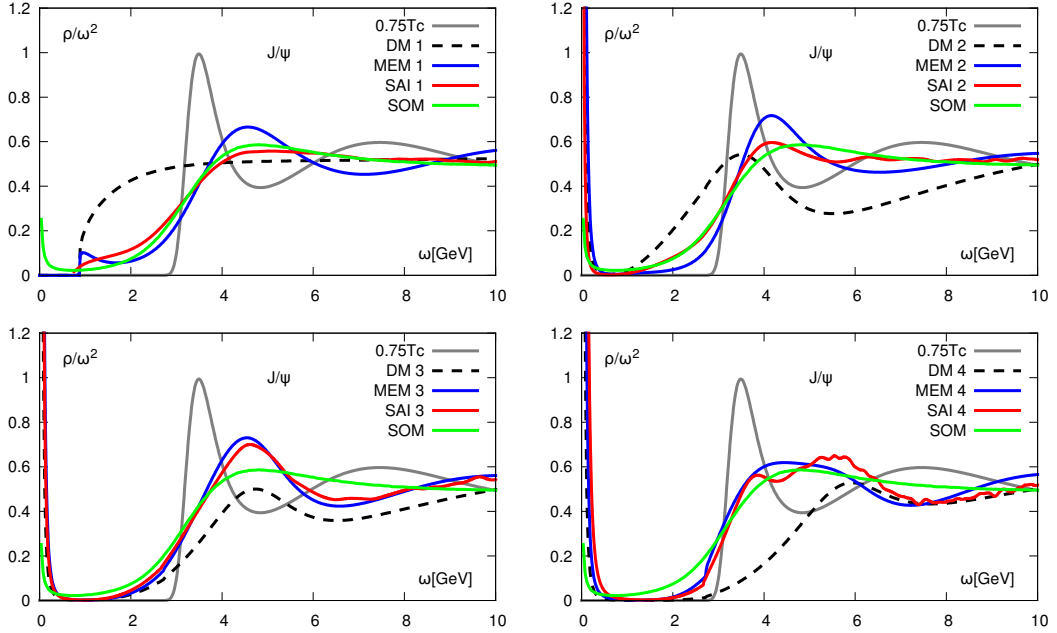 1.2
1
0.8
0.6
0.4
0.2
0
ρ/ω²
J/ψ
0.75Tc
DM 1
MEM 1
SAI 1
SOM
ω[GeV]
0 2 4 6 8 10
1.2
1
0.8
0.6
0.4
0.2
0
ρ/ω²
J/ψ
0.75Tc
DM 2
MEM 2
SAI 2
SOM
ω[GeV]
0 2 4 6 8 10
1.2
1
0.8
0.6
0.4
0.2
0
ρ/ω²
J/ψ
0.75Tc
DM 3
MEM 3
SAI 3
SOM
ω[GeV]
0 2 4 6 8 10
1.2
1
0.8
0.6
0.4
0.2
0
ρ/ω²
J/ψ
0.75Tc
DM 4
MEM 4
SAI 4
SOM
ω[GeV]
0 2 4 6 8 10